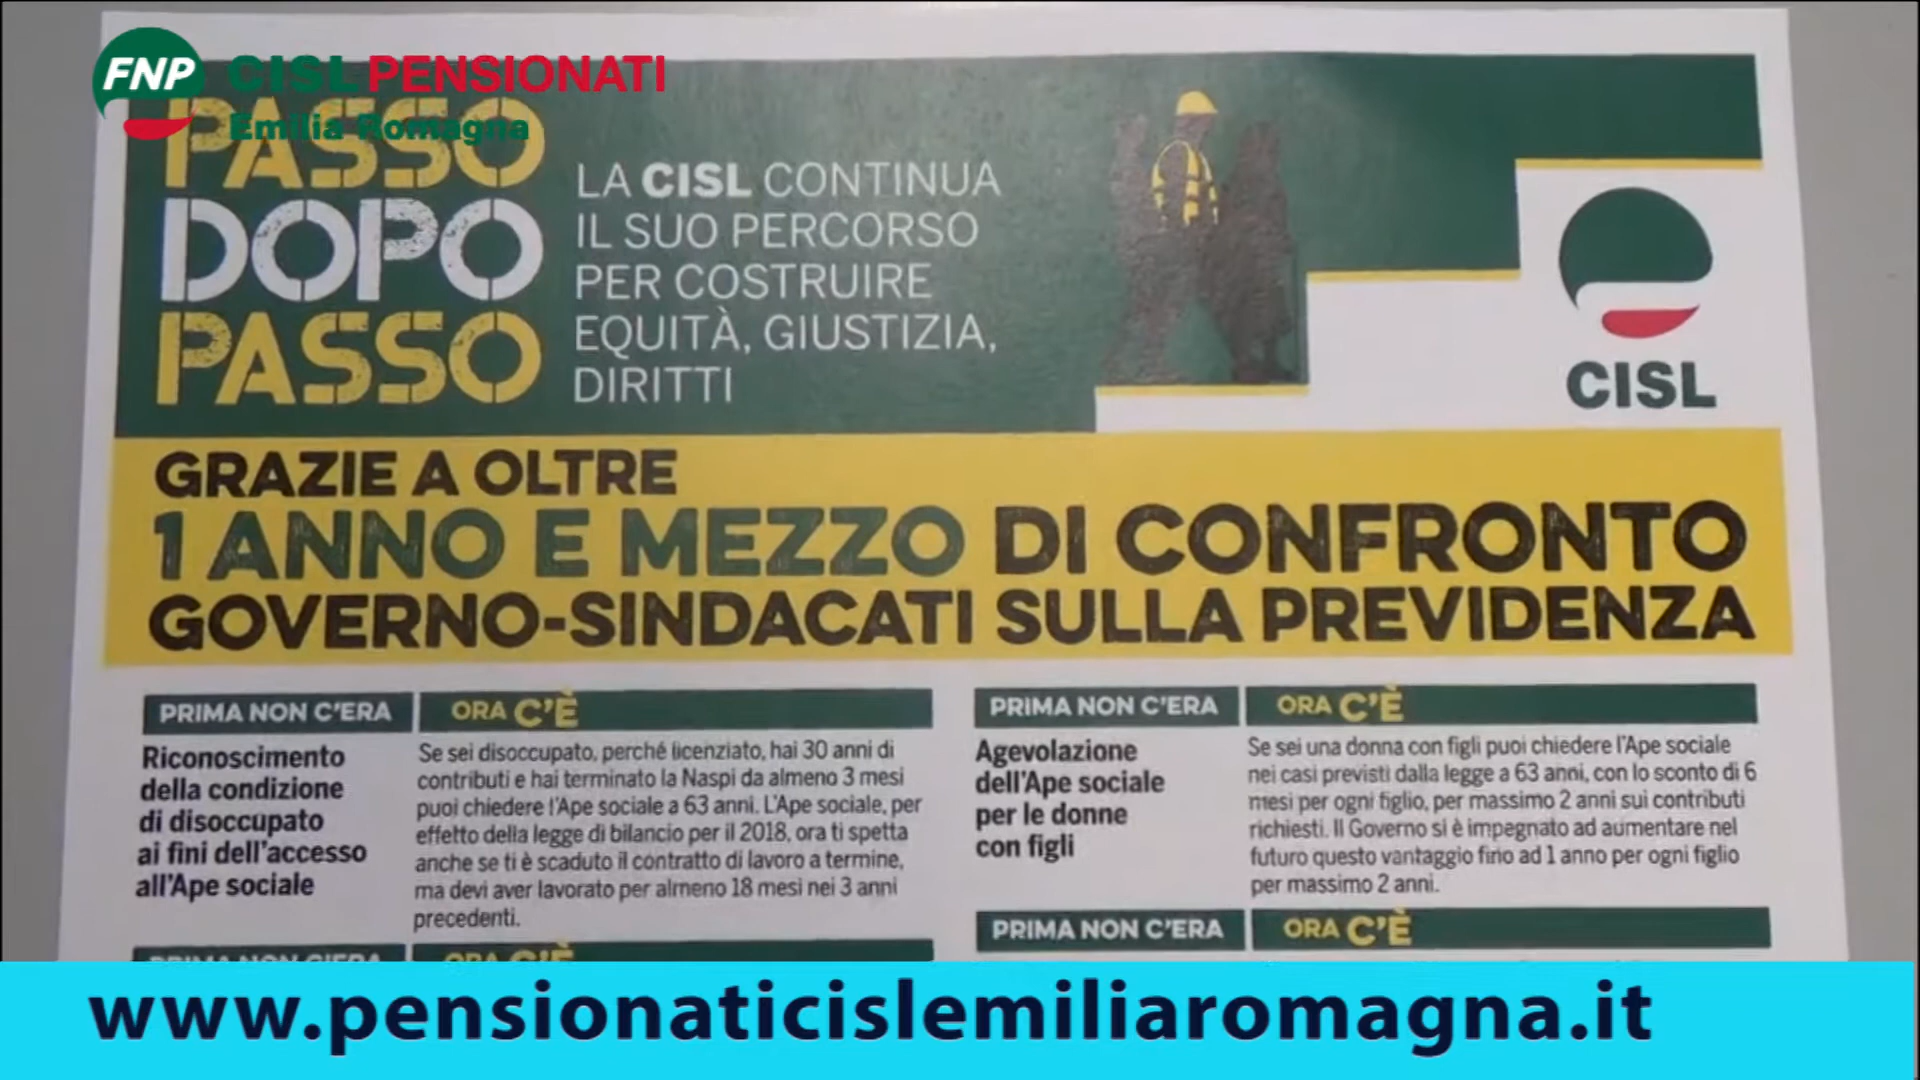 FNP CISL PENSIONATI
Emilia Romagna
PASSO
DOPO
PASSO
LA CISL CONTINUA
IL SUO PERCORSO
PER COSTRUIRE
EQUITÀ, GIUSTIZIA,
DIRITTI
CISL
GRAZIE A OLTRE
1 ANNO E MEZZO DI CONFRONTO
GOVERNO-SINDACATI SULLA PREVIDENZA
PRIMA NON C'ERA
ORA C'È
Riconoscimento
della condizione
di disoccupato
ai fini dell'accesso
all'Ape sociale
Se sei disoccupato, perché licenziato, hai 30 anni di
contributi e hai terminato la Naspi da almeno 3 mesi
puoi chiedere l'Ape sociale a 63 anni. L'Ape sociale, per
effetto della legge di bilancio per il 2018, ora ti spetta
anche se ti è scaduto il contratto di lavoro a termine,
ma devi aver lavorato per almeno 18 mesi nei 3 anni
precedenti.
PRIMA NON C'ERA
ORA C'È
Agevolazione
dell'Ape sociale
per le donne
con figli
Se sei una donna con figli puoi chiedere l'Ape sociale
nei casi previsti dalla legge a 63 anni, con lo sconto di 6
mesi per ogni figlio, per massimo 2 anni sui contributi
richiesti. Il Governo si è impegnato ad aumentare nel
futuro questo vantaggio fino ad 1 anno per ogni figlio
per massimo 2 anni.
PRIMA NON C'ERA
ORA C'È
PRIMA NON C'ERA
ORA C'È
www.pensionaticislemiliaromagna.it